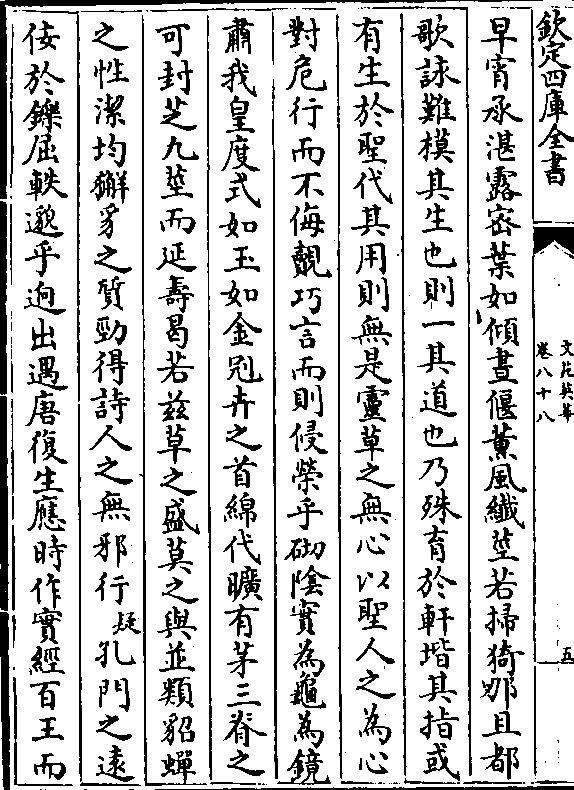 欽定四庫全書
文苑英華
卷八十八
五
早霄承湛露密葉如傾晝偃薰風纖莖若掃猗那且都
歌詠難模其生也則一其道也乃殊育於軒堦其指或
有生於聖代其用則無是靈草之無心以聖人之為心
對危行而不侮覿巧言而則侵榮乎砌陰實為龜為鏡
肅我皇度式如玉如金剋卉之首綿代曠有茅三脊之
可封芝九莖而延壽曷若兹草之盛莫之與並類貂蟬
之性潔均獬豸之質勁得詩人之無邪行疑孔門之遠
佞於鑠屈軼邈乎逈出遇唐復生應時作實經百王而